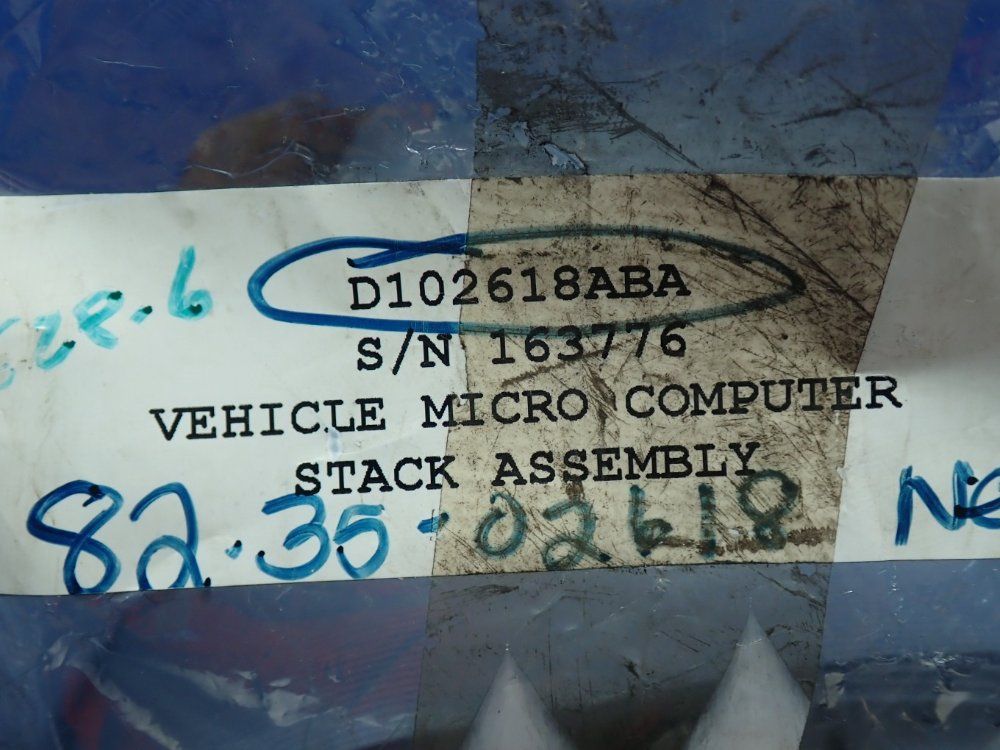 D102618ABA
S/N 163776
VEHICLE MICRO COMPUTER
STACK ASSEMBLY
82.35-02618